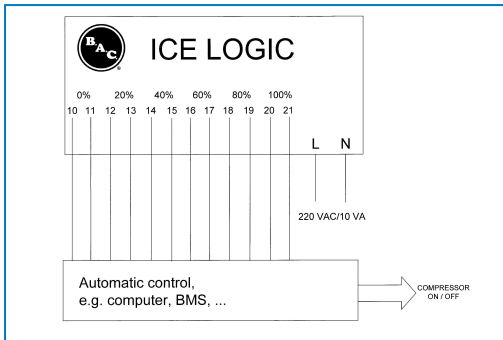 B.A.C.
®
ICE LOGIC
0% 20% 40% 60% 80% 100%
10 11 12 13 14 15 16 17 18 19 20 21
L N
220 VAC/10 VA
Automatic control,
e.g. computer, BMS, ...
COMPRESSOR
ON / OFF